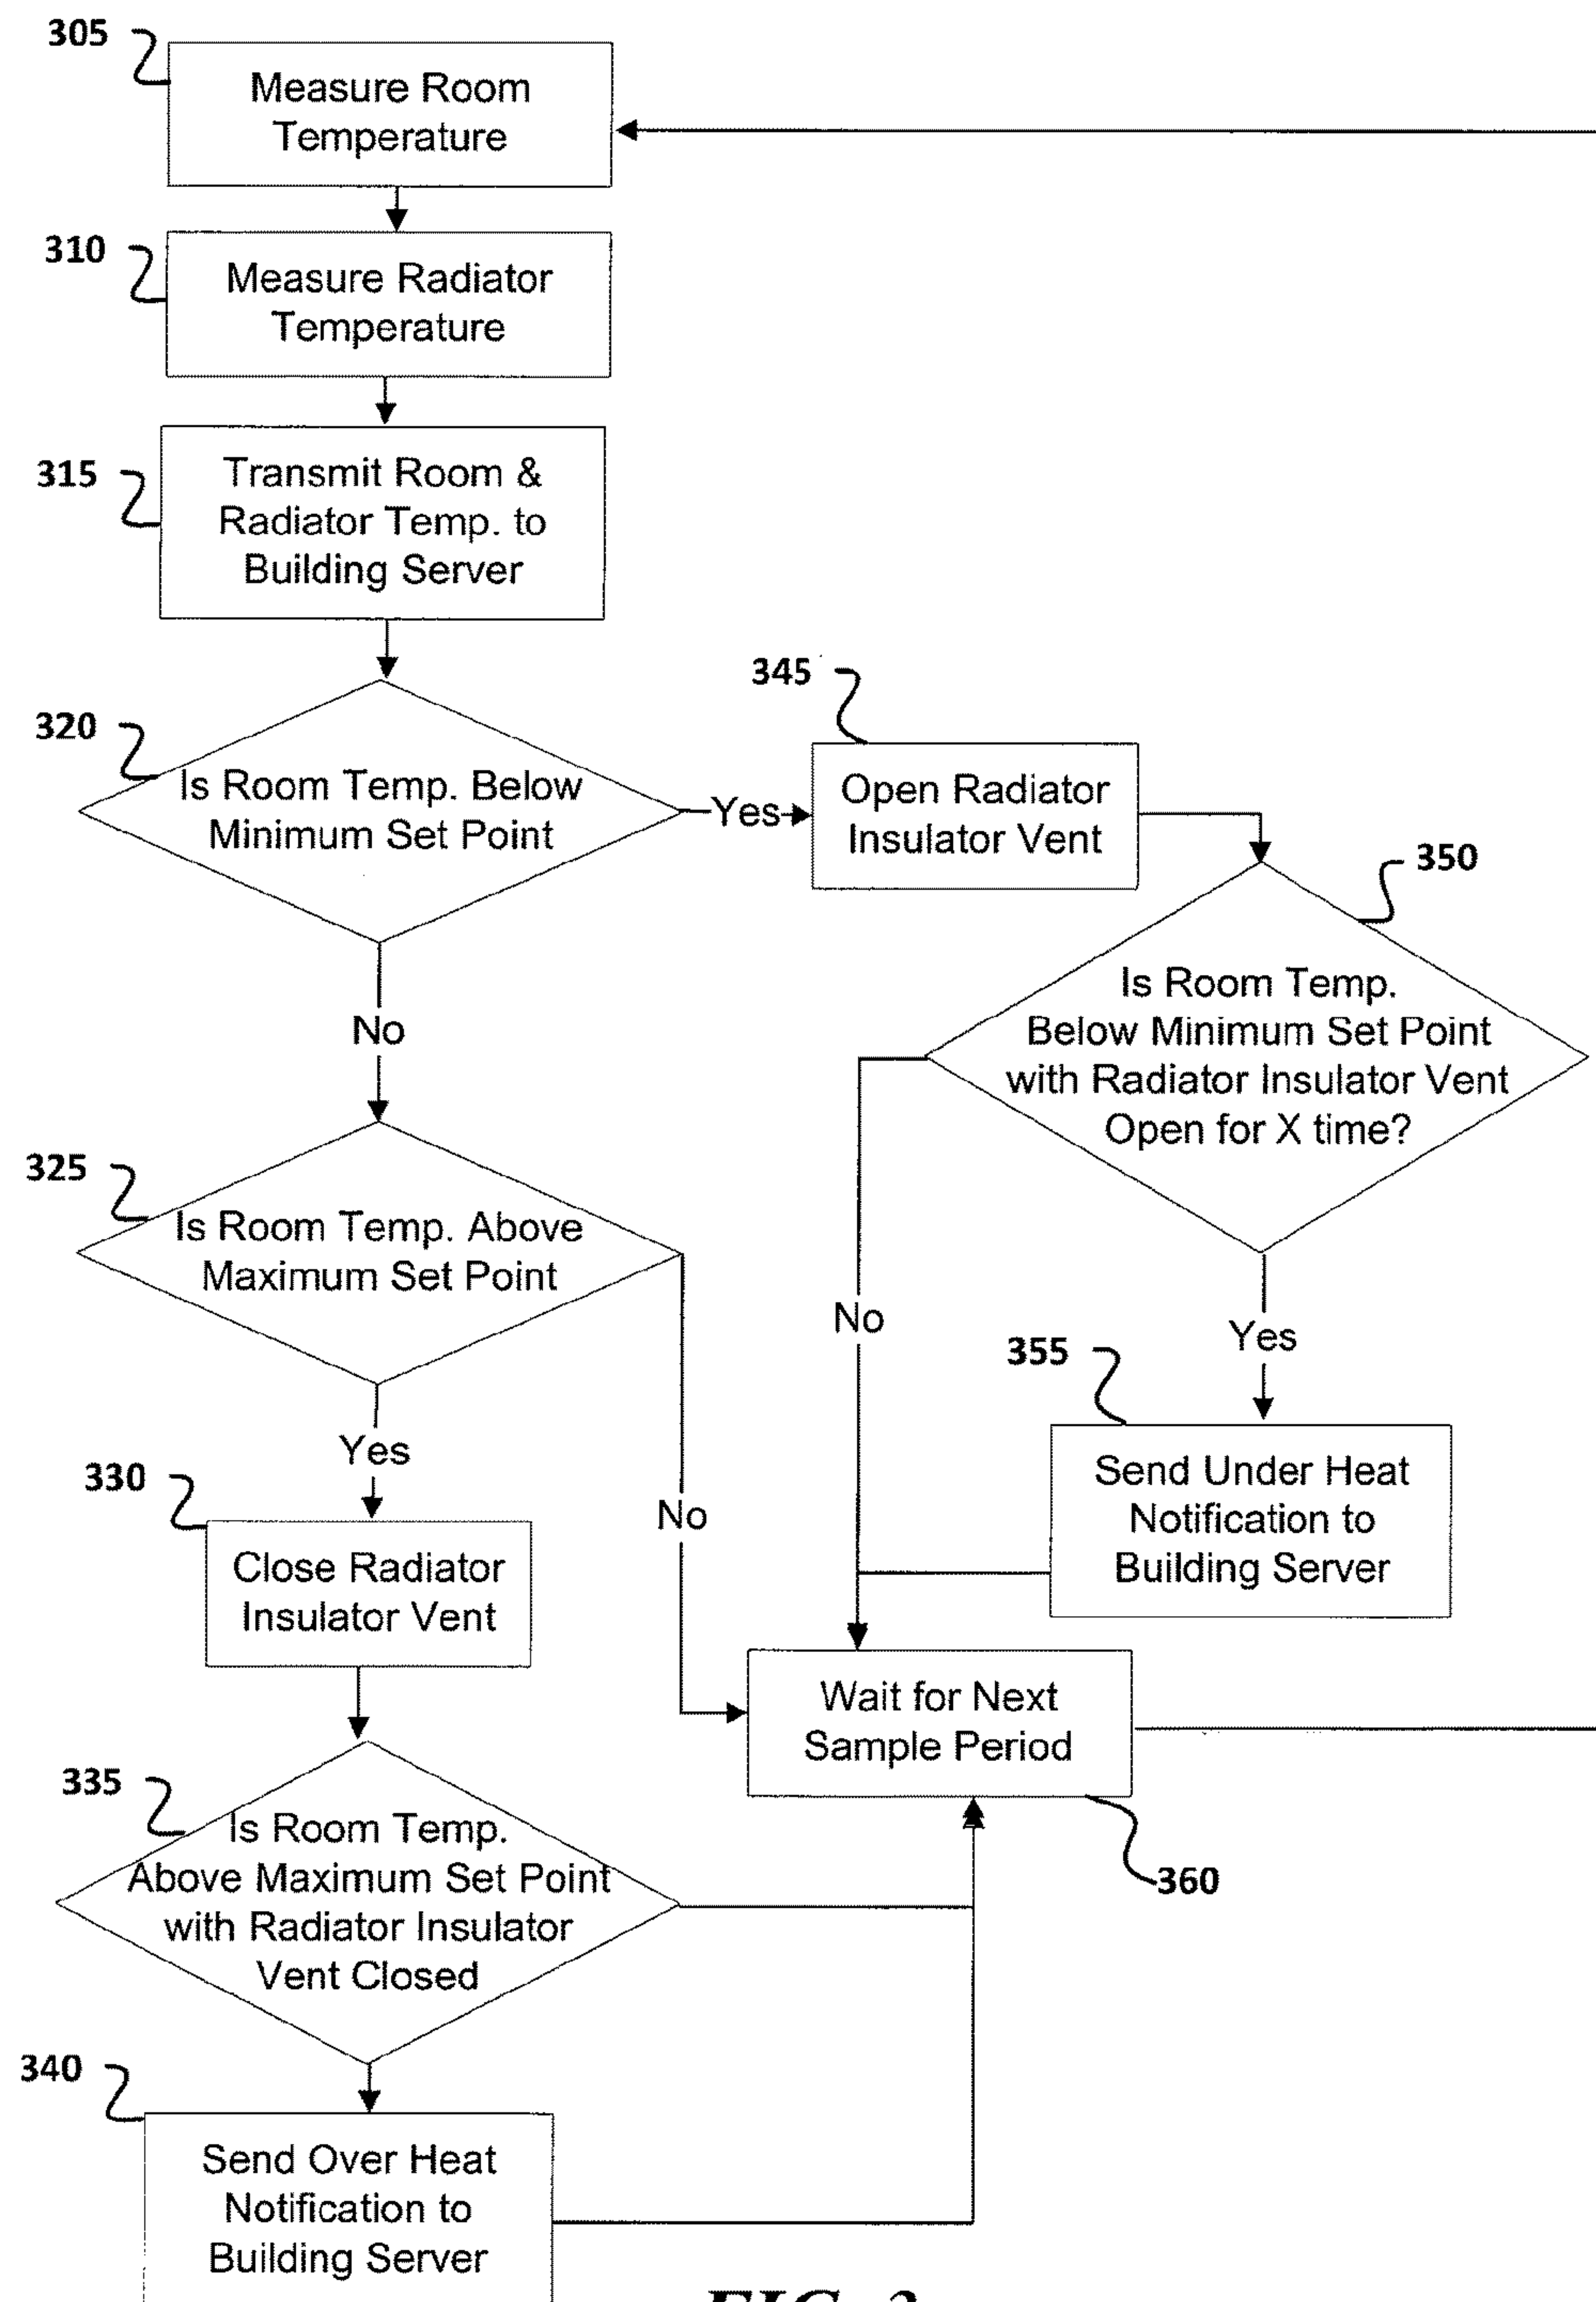 305
Measure Room
Temperature
310
Measure Radiator
Temperature
315
Transmit Room &
Radiator Temp. to
Building Server
320
Is Room Temp. Below
Minimum Set Point
Yes
345
Open Radiator
Insulator Vent
350
Is Room Temp.
Below Minimum Set Point
with Radiator Insulator Vent
Open for X time?
No
325
Is Room Temp. Above
Maximum Set Point
No
Yes
355
Send Under Heat
Notification to
Building Server
Yes
330
Close Radiator
Insulator Vent
No
Wait for Next
Sample Period
360
335
Is Room Temp.
Above Maximum Set Point
with Radiator Insulator
Vent Closed
340
Send Over Heat
Notification to
Building Server